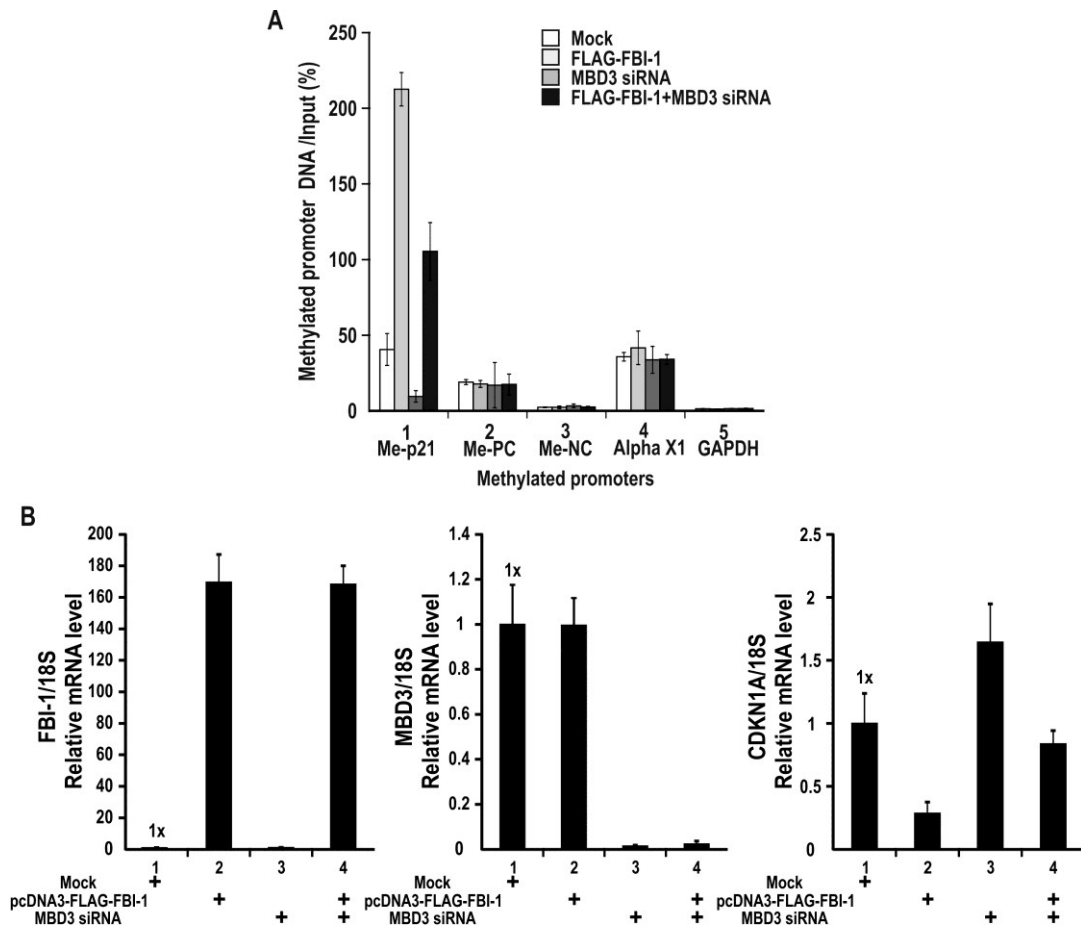 A
Methylated promoter DNA /Input (%)
250
200
150
100
50
0
Mock
FLAG-FBI-1
MBD3 siRNA
FLAG-FBI-1+MBD3 siRNA
1 2 3 4 5
Me-p21 Me-PC Me-NC Alpha X1 GAPDH
Methylated promoters
B
FBI-1/18S
Relative mRNA level
200
180
160
140
120
100
80
60
40
20
0
1x
1 2 3 4
Mock +
pcDNA3-FLAG-FBI-1 + +
MBD3 siRNA + +
MBD3/18S
Relative mRNA level
1.4
1.2
1
0.8
0.6
0.4
0.2
0
1x
1 2 3 4
Mock +
pcDNA3-FLAG-FBI-1 + +
MBD3 siRNA + +
CDKN1A/18S
Relative mRNA level
2.5
2
1.5
1
0.5
0
1x
1 2 3 4
Mock +
pcDNA3-FLAG-FBI-1 + +
MBD3 siRNA + +